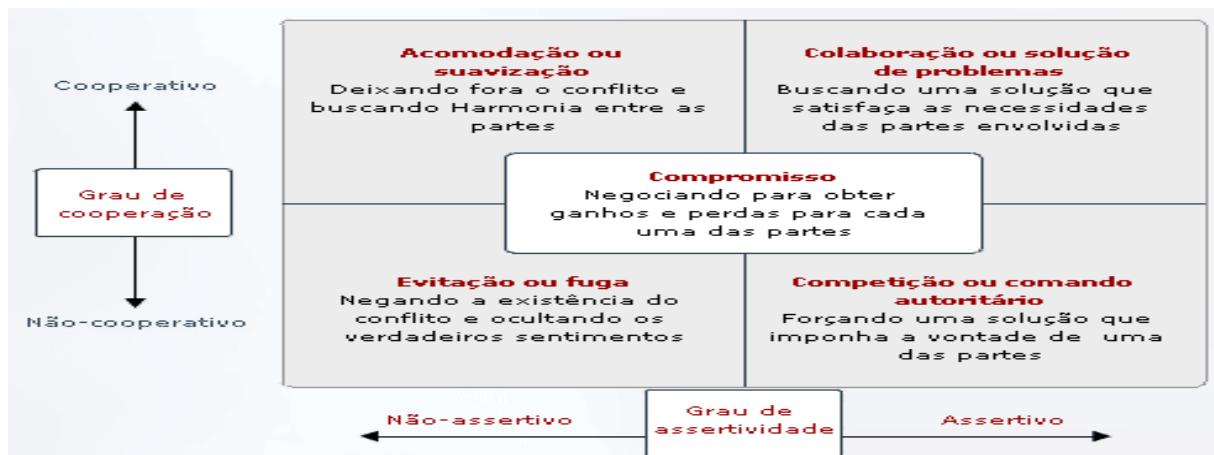 Acomodação ou
suavização
Deixando fora o conflito e
buscando Harmonia entre as
partes
Colaboração ou solução
de problemas
Buscando uma solução que
satisfaça as necessidades
das partes envolvidas
Cooperativo
Grau de
cooperação
Não-cooperativo
Compromisso
Negociando para obter
ganhos e perdas para cada
uma das partes
Evitação ou fuga
Negando a existência do
conflito e ocultando os
verdadeiros sentimentos
Competição ou comando
autoritário
Forçando uma solução que
imponha a vontade de uma
das partes
Não-assertivo
Grau de
assertividade
Assertivo